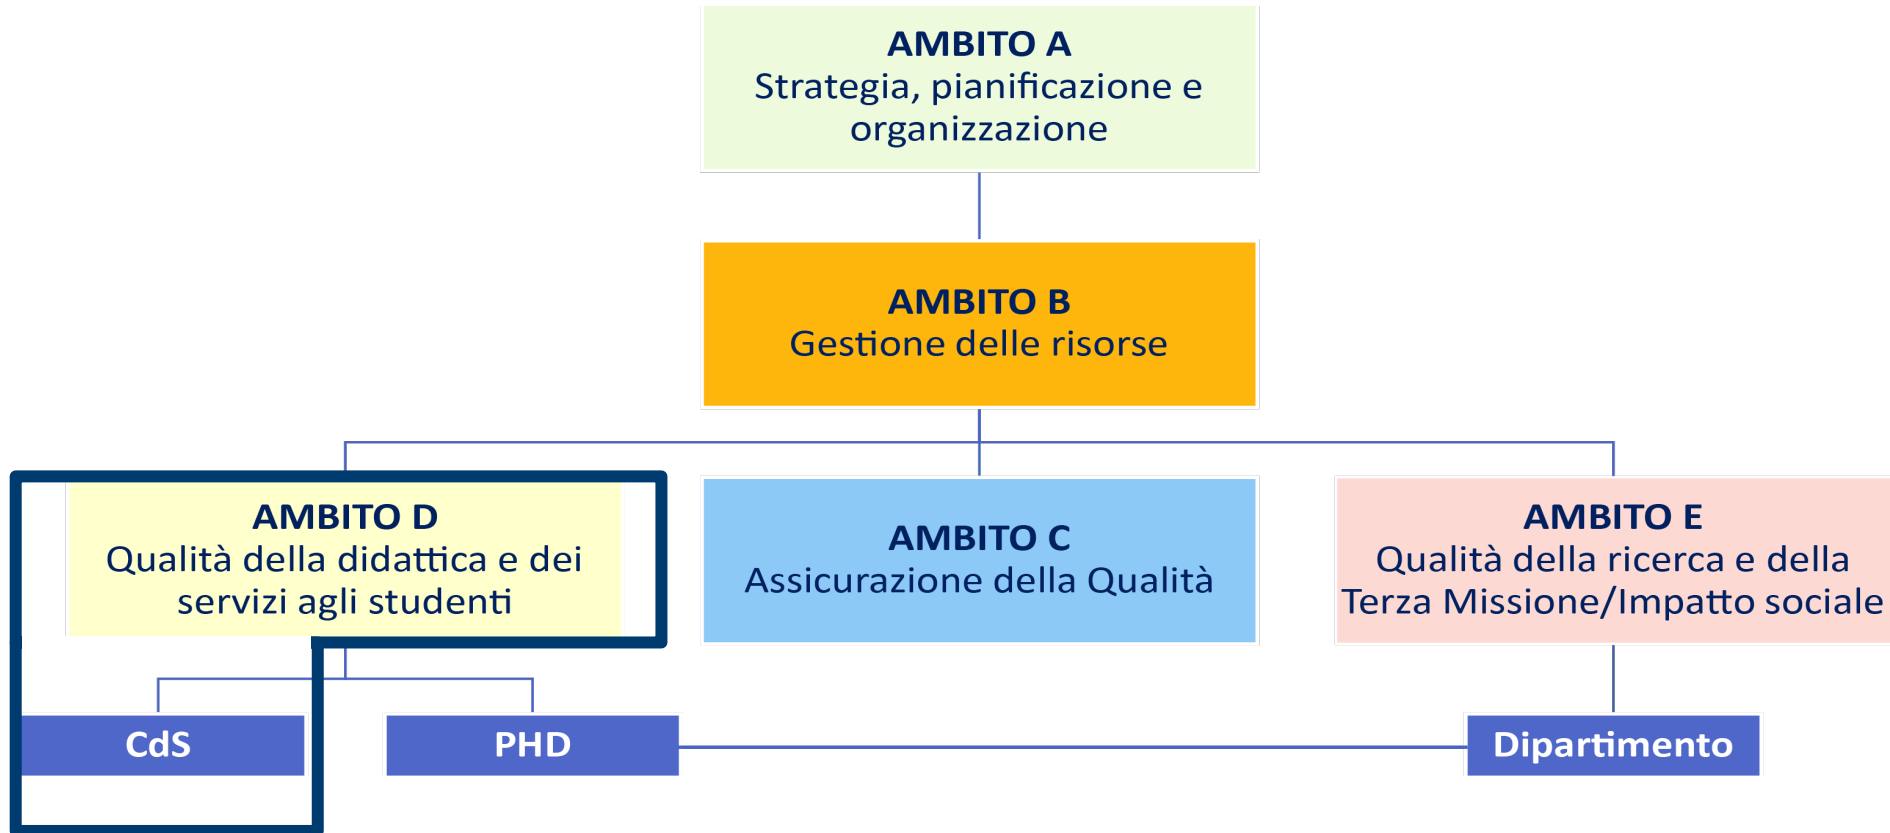 AMBITO A
Strategia, pianificazione e
organizzazione
AMBITO B
Gestione delle risorse
AMBITO D
Qualità della didattica e dei
servizi agli studenti
AMBITO C
Assicurazione della Qualità
AMBITO E
Qualità della ricerca e della
Terza Missione/Impatto sociale
CdS
PHD
Dipartimento